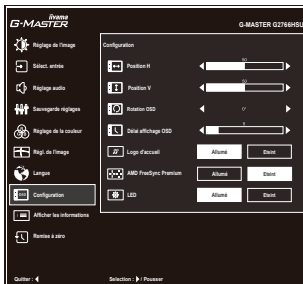 iiyama
G-MASTER
G-MASTER G2766HSU
Réglage de l'image
Sélect. entrée
Réglage audio
Sauvegarde réglages
Réglage de la couleur
Régl. de l'image
Langue
Configuration
Afficher les informations
Remise à zéro
Configuration
Position H
Position V
Rotation OSD 0°
Délai affichage OSD
Logo d'accueil Allumé Eteint
AMD FreeSync Premium Allumé Eteint
LED Allumé Eteint
Quitter :
Selection : / Pousser